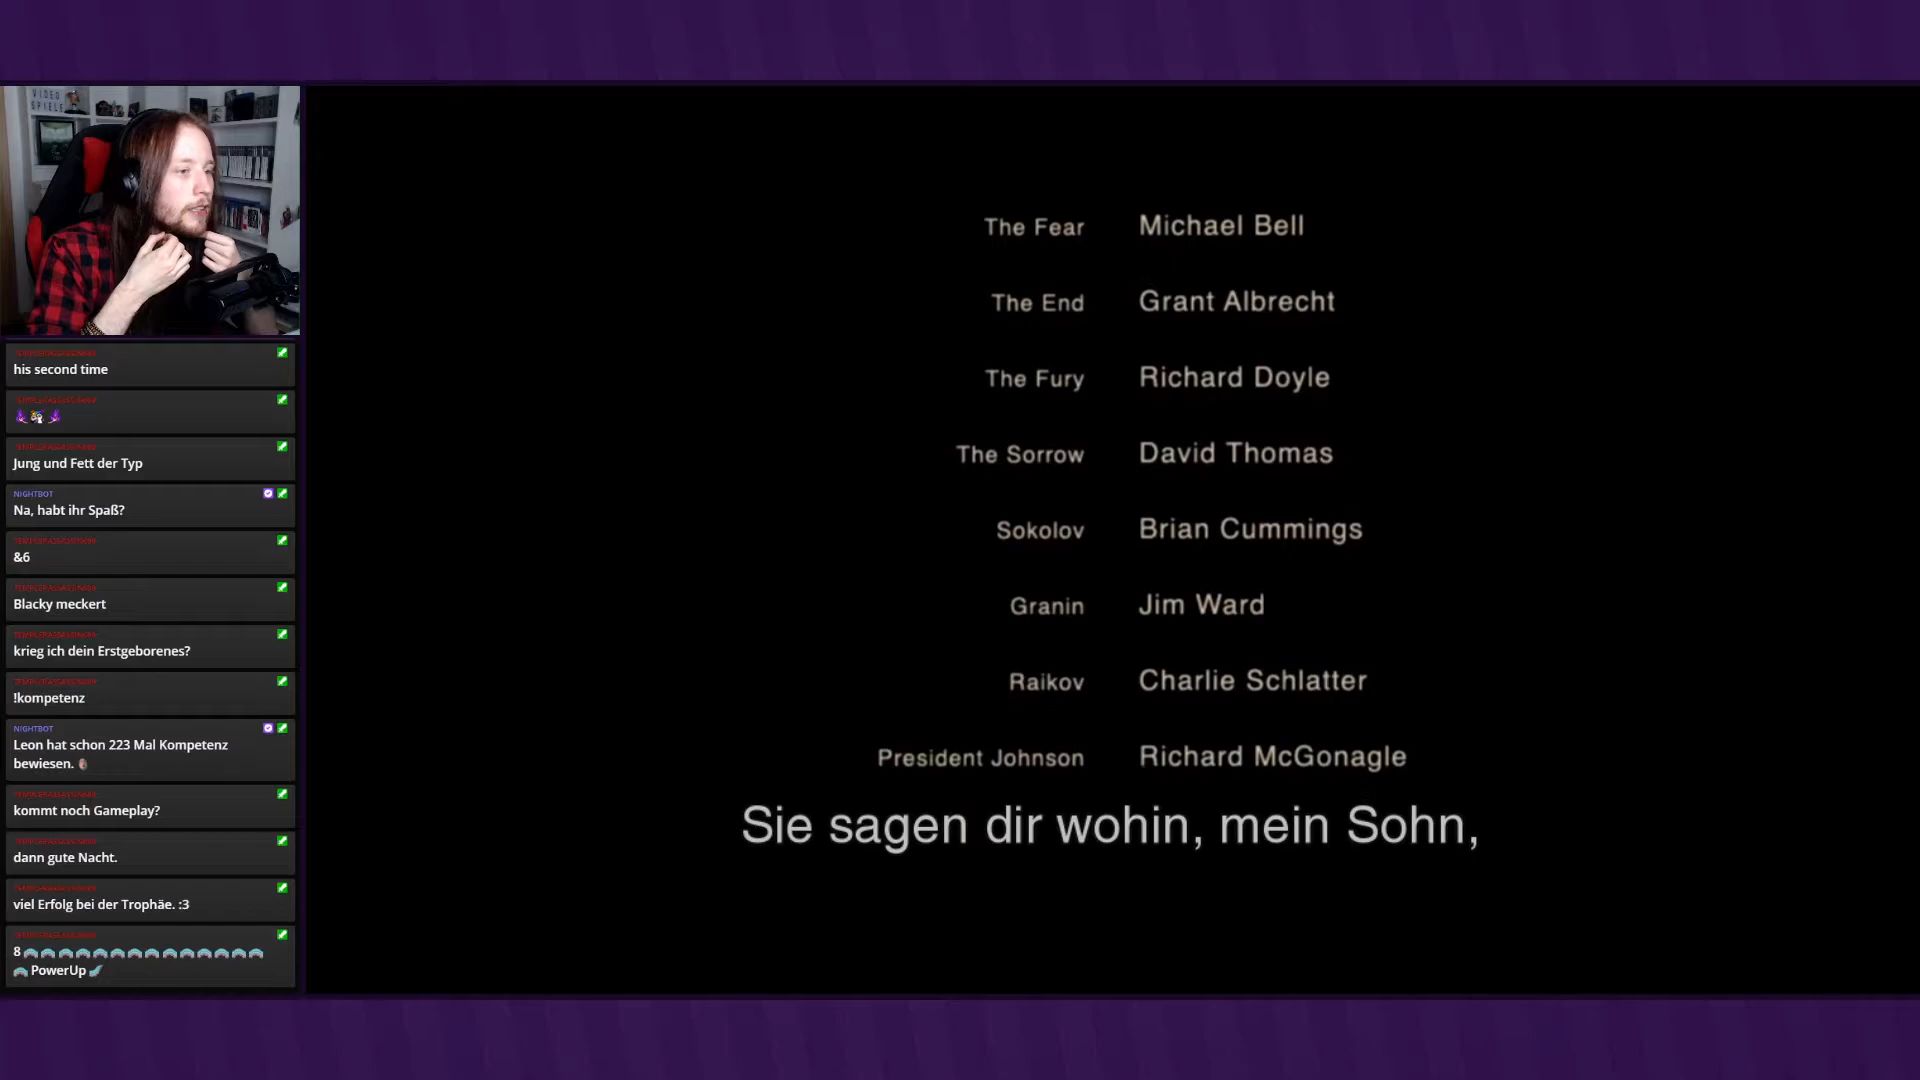 VIDEO
SPIELE
his second time
Jung und Fett der Typ
NIGHTBOT
Na, habt ihr Spaß?
&6
Blacky meckert
krieg ich dein Erstgeborenes?
!kompetenz
NIGHTBOT
Leon hat schon 223 Mal Kompetenz
bewiesen.
kommt noch Gameplay?
dann gute Nacht.
viel Erfolg bei der Trophäe. :3
8
PowerUp
The Fear Michael Bell
The End Grant Albrecht
The Fury Richard Doyle
The Sorrow David Thomas
Sokolov Brian Cummings
Granin Jim Ward
Raikov Charlie Schlatter
President Johnson Richard McGonagle
Sie sagen dir wohin, mein Sohn,